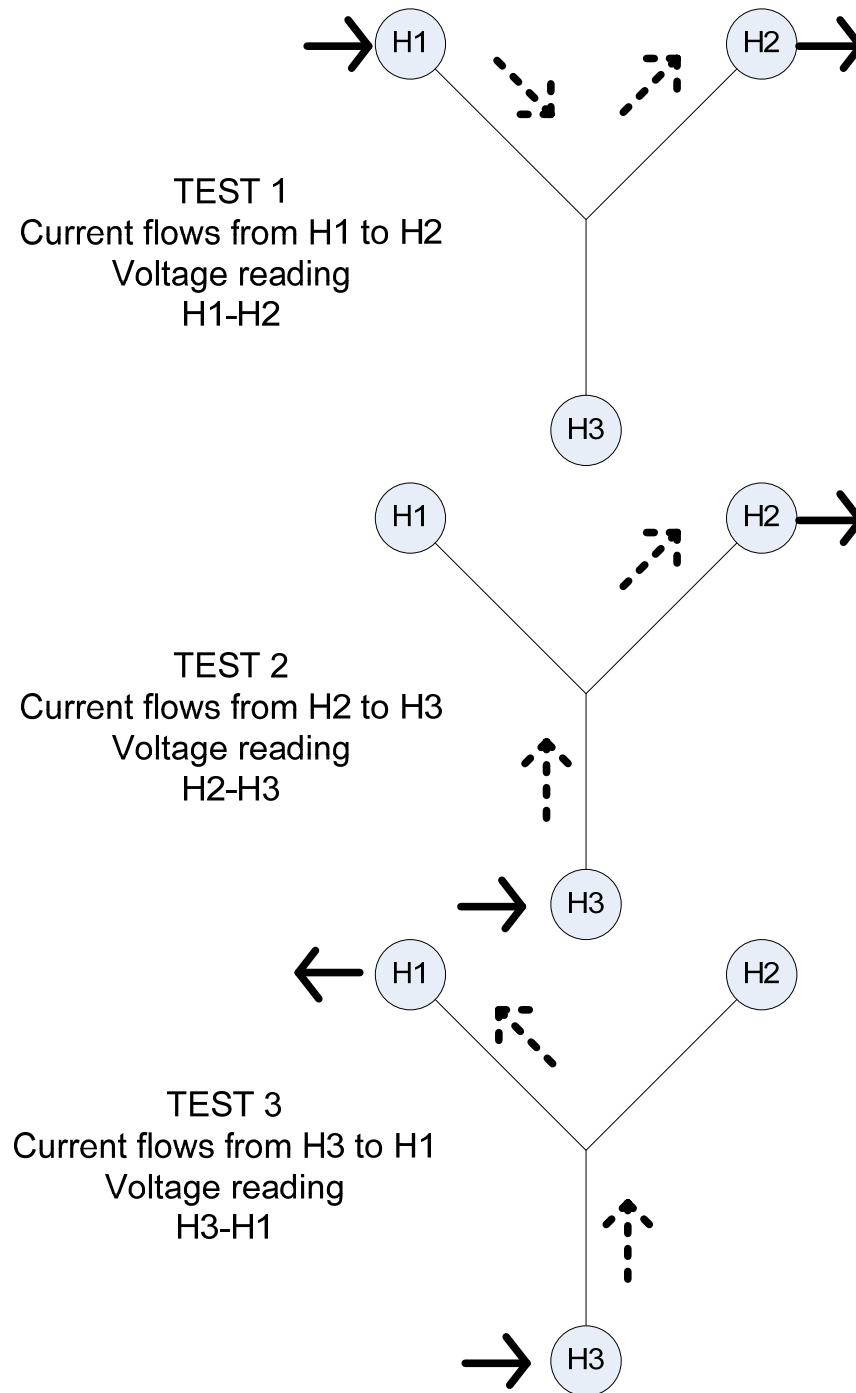 H1
H2
TEST 1
Current flows from H1 to H2
Voltage reading
H1-H2
H3
H1
H2
TEST 2
Current flows from H2 to H3
Voltage reading
H2-H3
H3
H1
H2
TEST 3
Current flows from H3 to H1
Voltage reading
H3-H1
H3